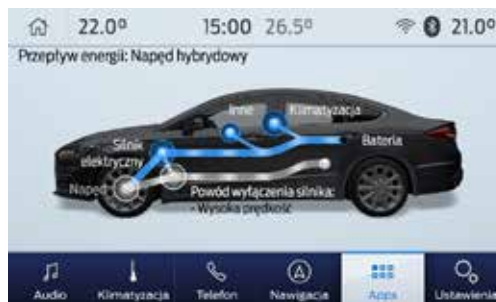 22.0° 15:00 26.5° 21.0°
Przepływ energii: Napęd hybrydowy
Inne
Klimatyzacja
Silnik
elektryczny
Bateria
Napęd
Powód wyłączenia silnika:
- Wysoka prędkość
Audio Klimatyzacja Telefon Nawigacja Apps Ustawienia